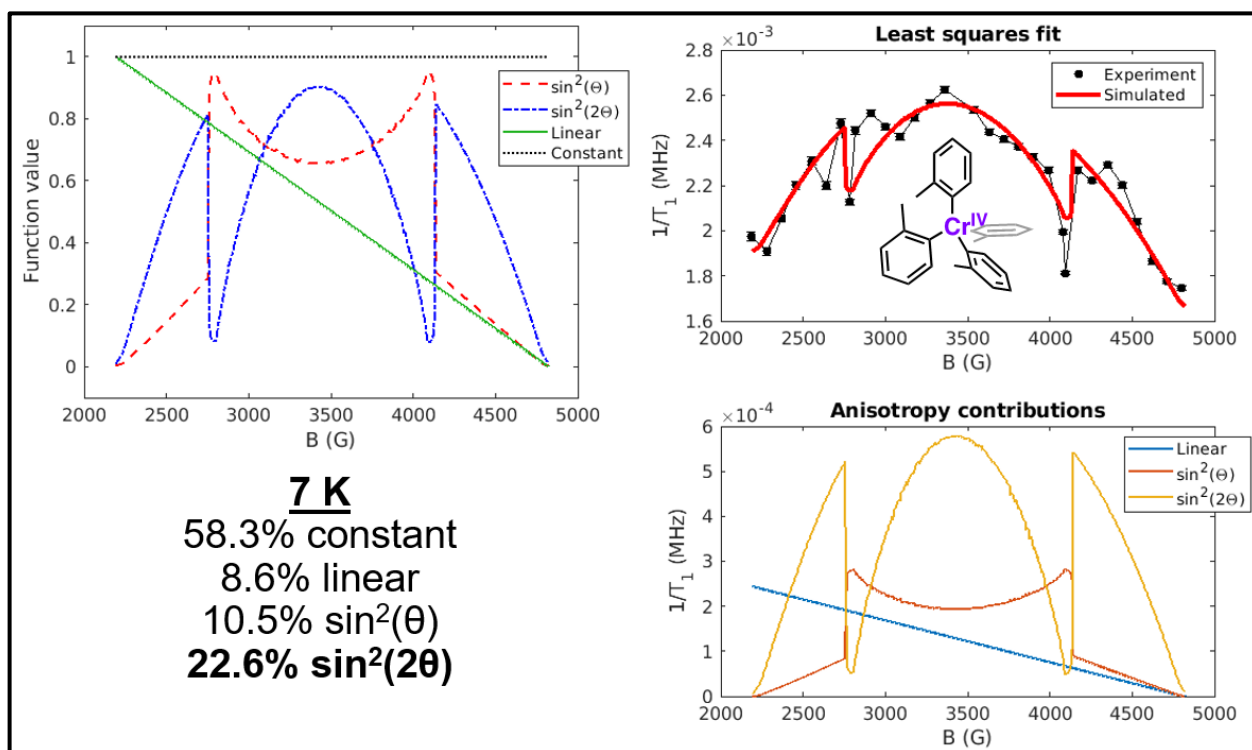 1
0.8
0.6
0.4
0.2
0
Function value
2000 2500 3000 3500 4000 4500 5000
B (G)
sin²(Θ)
sin²(2Θ)
Linear
Constant
7 K
58.3% constant
8.6% linear
10.5% sin²(θ)
22.6% sin²(2θ)
Least squares fit
×10⁻³
2.8
2.6
2.4
2.2
2
1.8
1.6
1/T₁ (MHz)
Experiment
Simulated
Crᴵⱽ
2000 2500 3000 3500 4000 4500 5000
B (G)
Anisotropy contributions
×10⁻⁴
6
5
4
3
2
1
0
1/T₁ (MHz)
Linear
sin²(Θ)
sin²(2Θ)
2000 2500 3000 3500 4000 4500 5000
B (G)